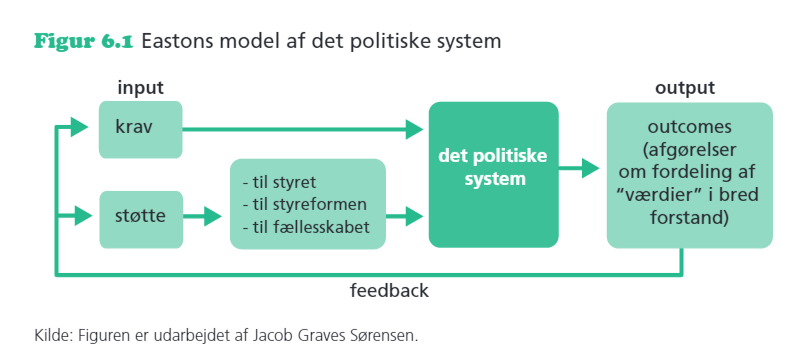 Figur 6.1 Eastons model af det politiske system
input
output
krav
støtte
- til styret
- til styreformen
- til fællesskabet
det politiske
system
outcomes
(afgørelser
om fordeling af
“værdier” i bred
forstand)
feedback
Kilde: Figuren er udarbejdet af Jacob Graves Sørensen.